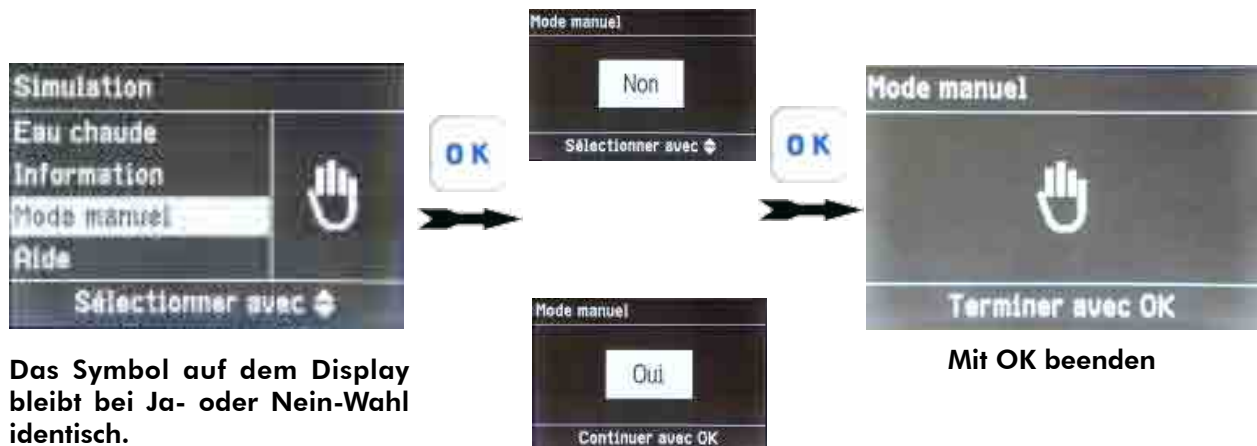 Simulation
Eau chaude
Information
Mode manuel
Aide
Sélectionner avec
OK
Mode manuel
Non
Sélectionner avec
OK
Mode manuel
Oui
Continuer avec OK
Mode manuel
Terminer avec OK
Das Symbol auf dem Display
bleibt bei Ja- oder Nein-Wahl
identisch.
Mit OK beenden